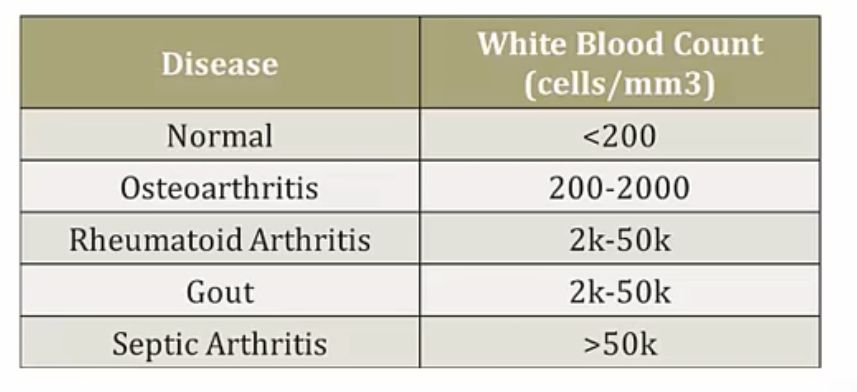 Disease White Blood Count
(cells/mm3)
Normal <200
Osteoarthritis 200-2000
Rheumatoid Arthritis 2k-50k
Gout 2k-50k
Septic Arthritis >50k